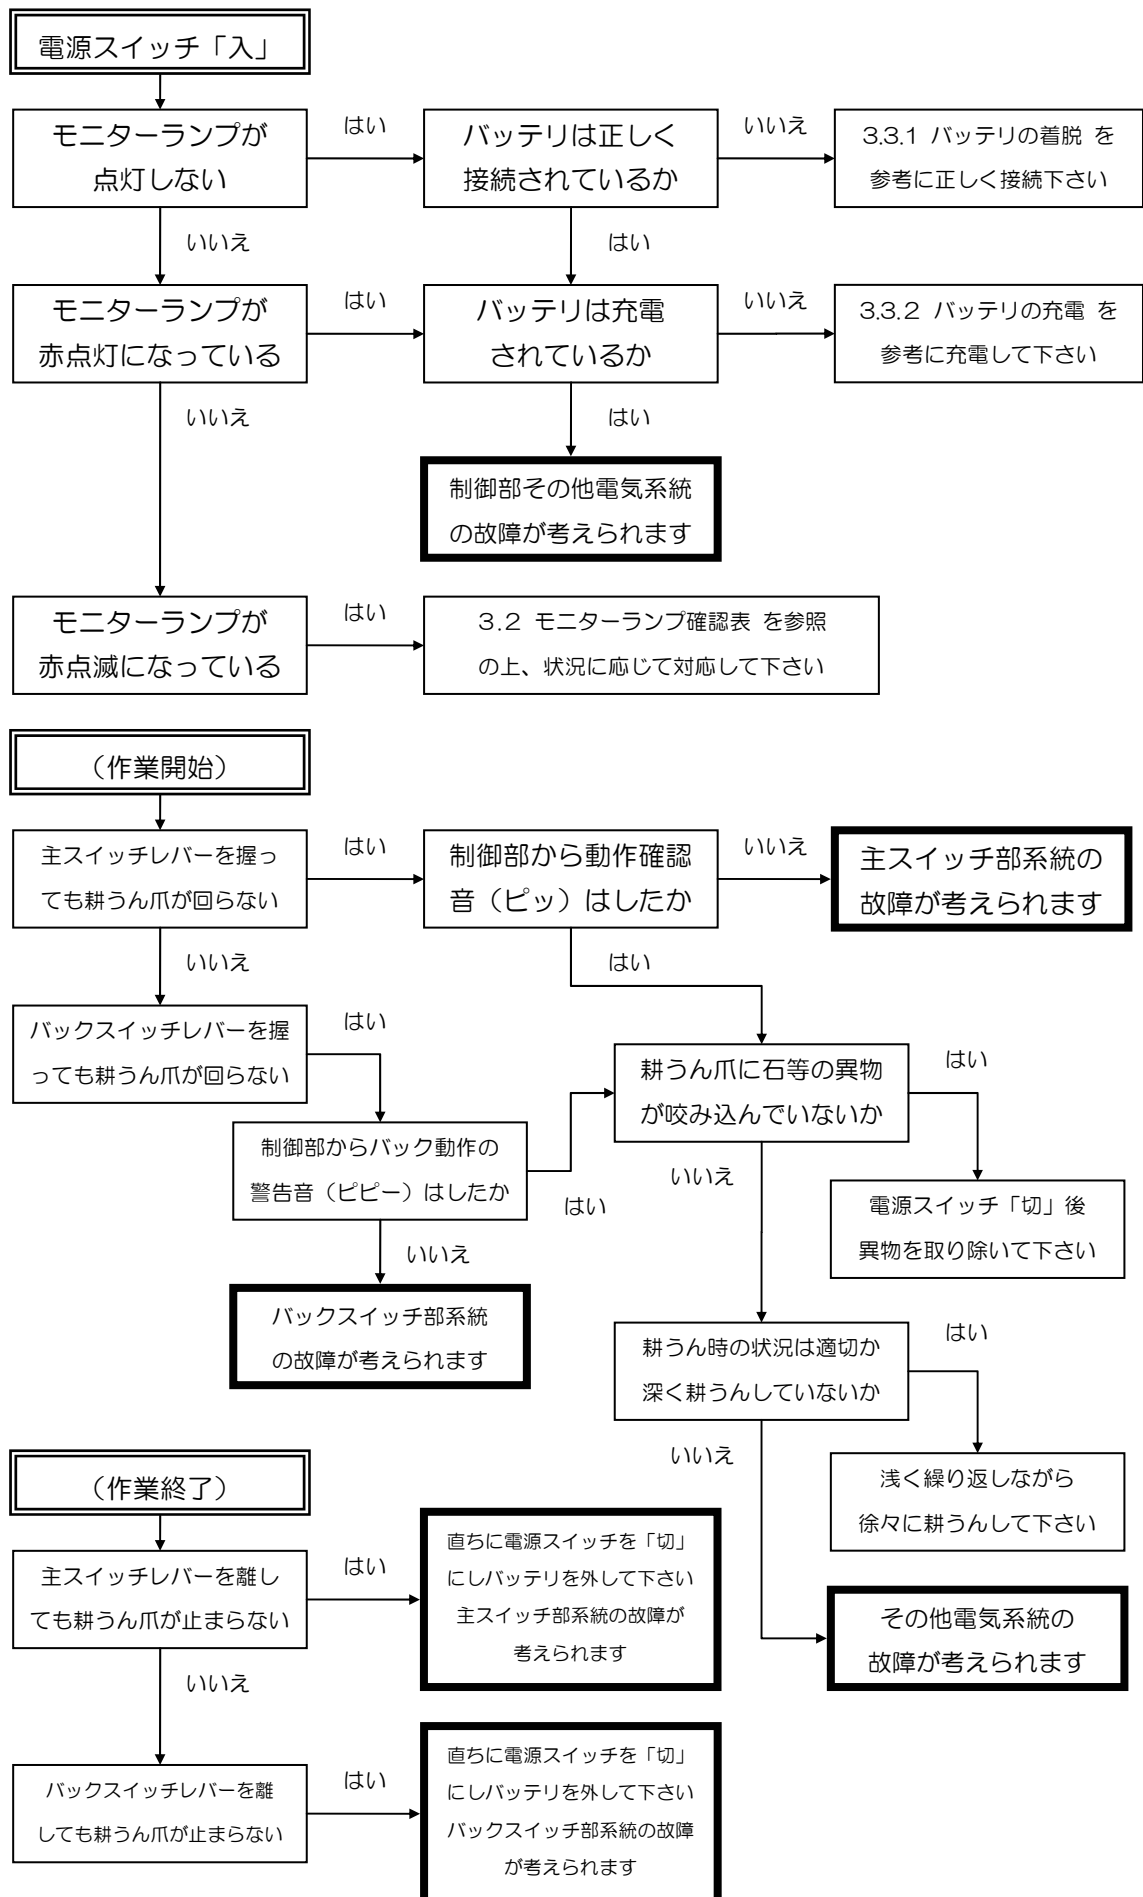 電源スイッチ「入」
モニターランプが
点灯しない
はい
バッテリは正しく
接続されているか
いいえ
3.3.1 バッテリの着脱 を
参考に正しく接続下さい
いいえ
はい
モニターランプが
赤点灯になっている
はい
バッテリは充電
されているか
いいえ
3.3.2 バッテリの充電 を
参考に充電して下さい
いいえ
はい
制御部その他電気系統
の故障が考えられます
モニターランプが
赤点滅になっている
はい
3.2 モニターランプ確認表 を参照
の上、状況に応じて対応して下さい
（作業開始）
主スイッチレバーを握っ
ても耕うん爪が回らない
はい
制御部から動作確認
音（ピッ）はしたか
いいえ
主スイッチ部系統の
故障が考えられます
いいえ
はい
バックスイッチレバーを握
っても耕うん爪が回らない
はい
耕うん爪に石等の異物
が咬み込んでいないか
はい
制御部からバック動作の
警告音（ピピー）はしたか
はい
いいえ
電源スイッチ「切」後
異物を取り除いて下さい
いいえ
バックスイッチ部系統
の故障が考えられます
耕うん時の状況は適切か
深く耕うんしていないか
はい
いいえ
浅く繰り返しながら
徐々に耕うんして下さい
（作業終了）
主スイッチレバーを離し
ても耕うん爪が止まらない
はい
直ちに電源スイッチを「切」
にしバッテリを外して下さい
主スイッチ部系統の故障が
考えられます
その他電気系統の
故障が考えられます
いいえ
バックスイッチレバーを離
しても耕うん爪が止まらない
はい
直ちに電源スイッチを「切」
にしバッテリを外して下さい
バックスイッチ部系統の故障
が考えられます